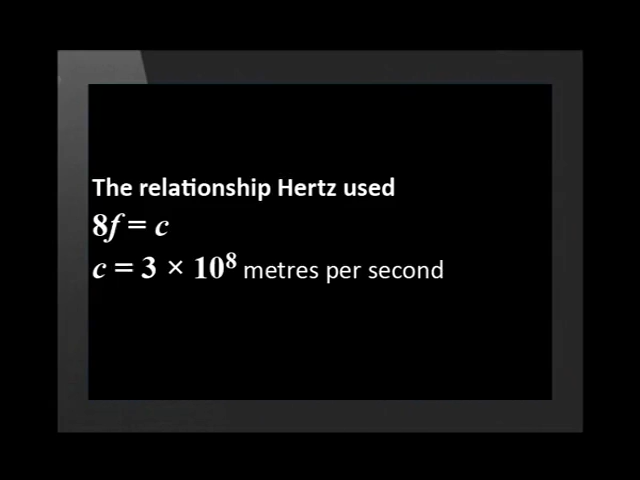 The relationship Hertz used
8f = c
c = 3 × 10⁸ metres per second